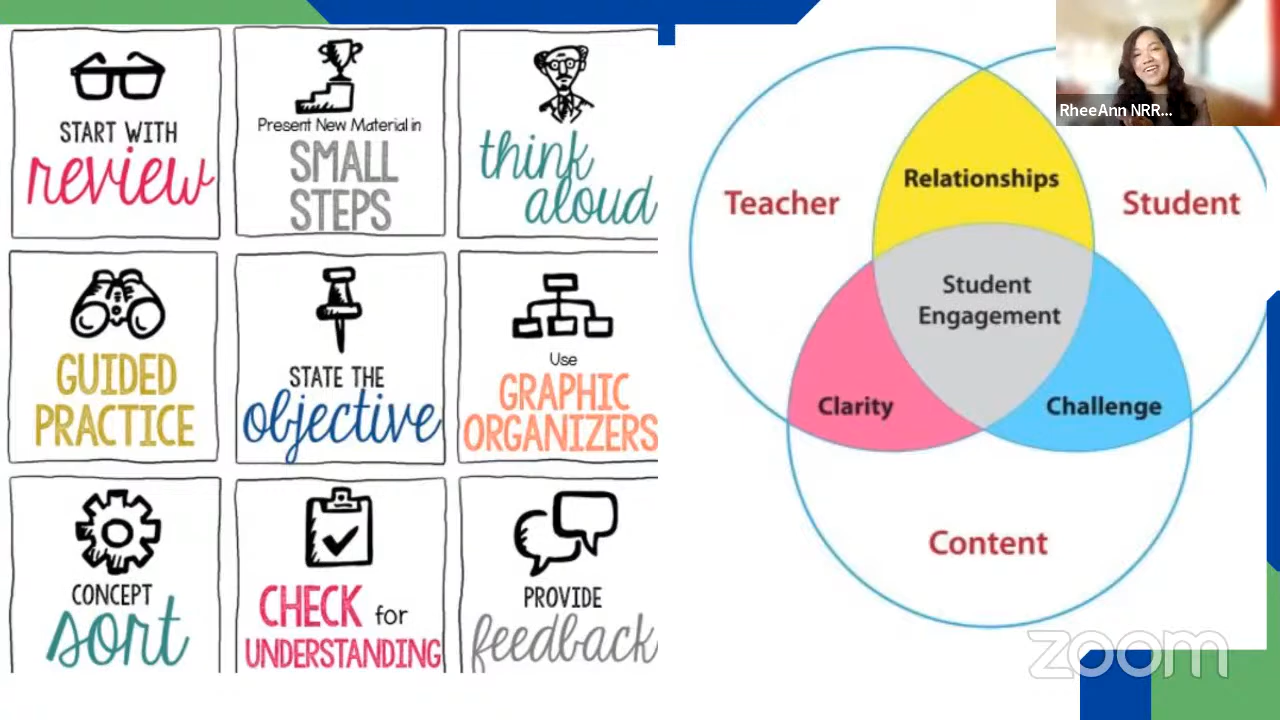 START WITH
review
Present New Material in
SMALL
STEPS
think
aloud
GUIDED
PRACTICE
STATE THE
objective
Use
GRAPHIC
ORGANIZERS
CONCEPT
sort
CHECK for
UNDERSTANDING
PROVIDE
feedback
Teacher
Relationships
Student
Student
Engagement
Clarity
Challenge
Content
RheeAnn NRR...
zoom